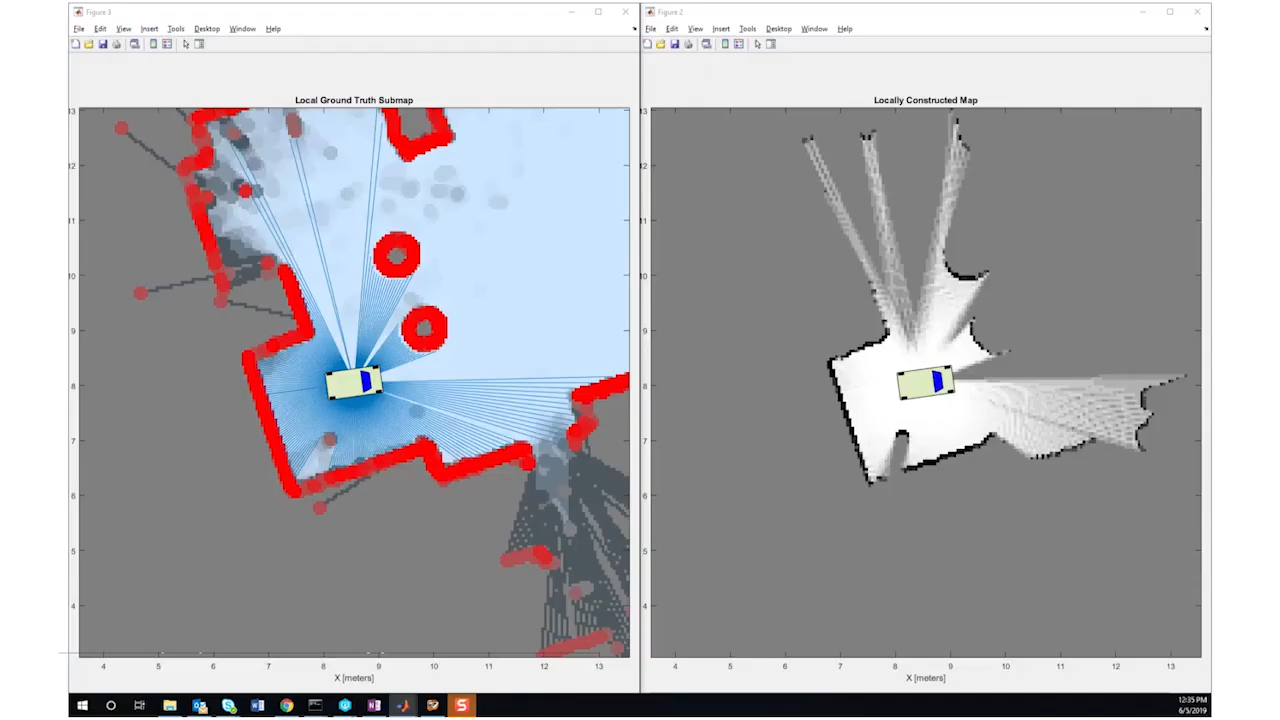 Figure 3
File Edit View Insert Tools Desktop Window Help
Local Ground Truth Submap
13
12
11
10
9
8
7
6
5
4
4 5 6 7 8 9 10 11 12 13
X [meters]
Figure 2
File Edit View Insert Tools Desktop Window Help
Locally Constructed Map
13
12
11
10
9
8
7
6
5
4
4 5 6 7 8 9 10 11 12 13
X [meters]
12:35 PM
6/5/2019